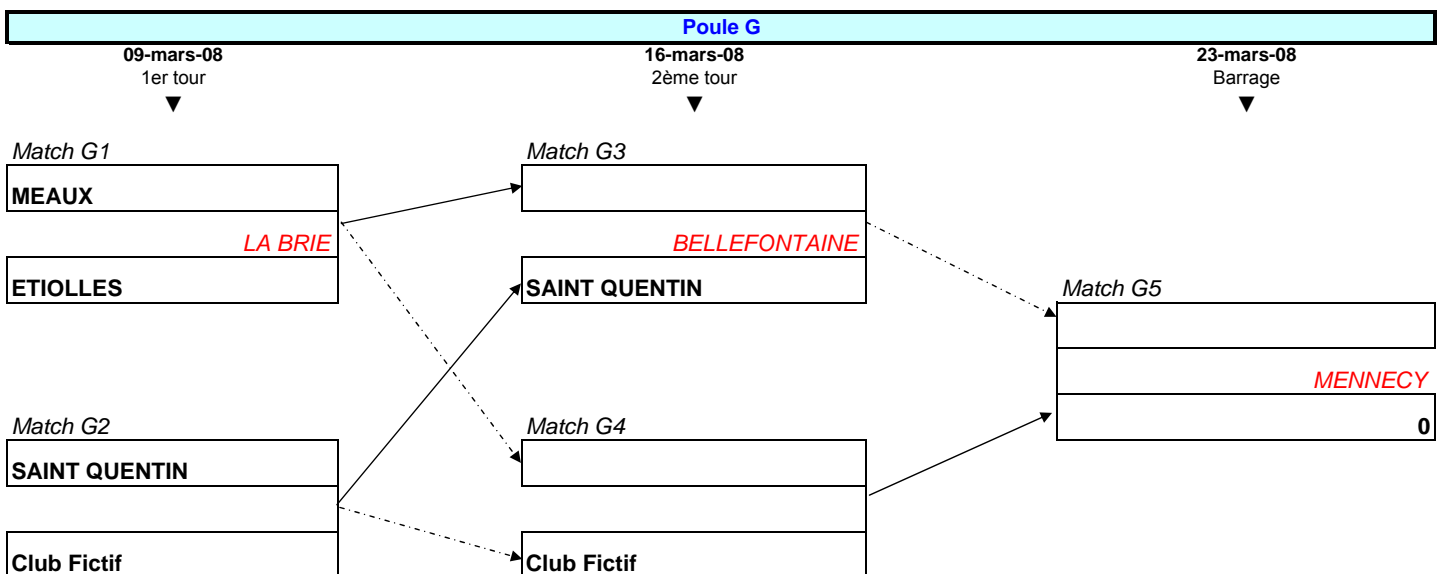 Poule G
09-mars-08 16-mars-08 23-mars-08
1er tour 2ème tour Barrage
▼ ▼ ▼
Match G1 Match G3
MEAUX
LA BRIE BELLEFONTAINE
ETIOLLES SAINT QUENTIN Match G5
MENNECY
Match G2 Match G4 0
SAINT QUENTIN
Club Fictif Club Fictif